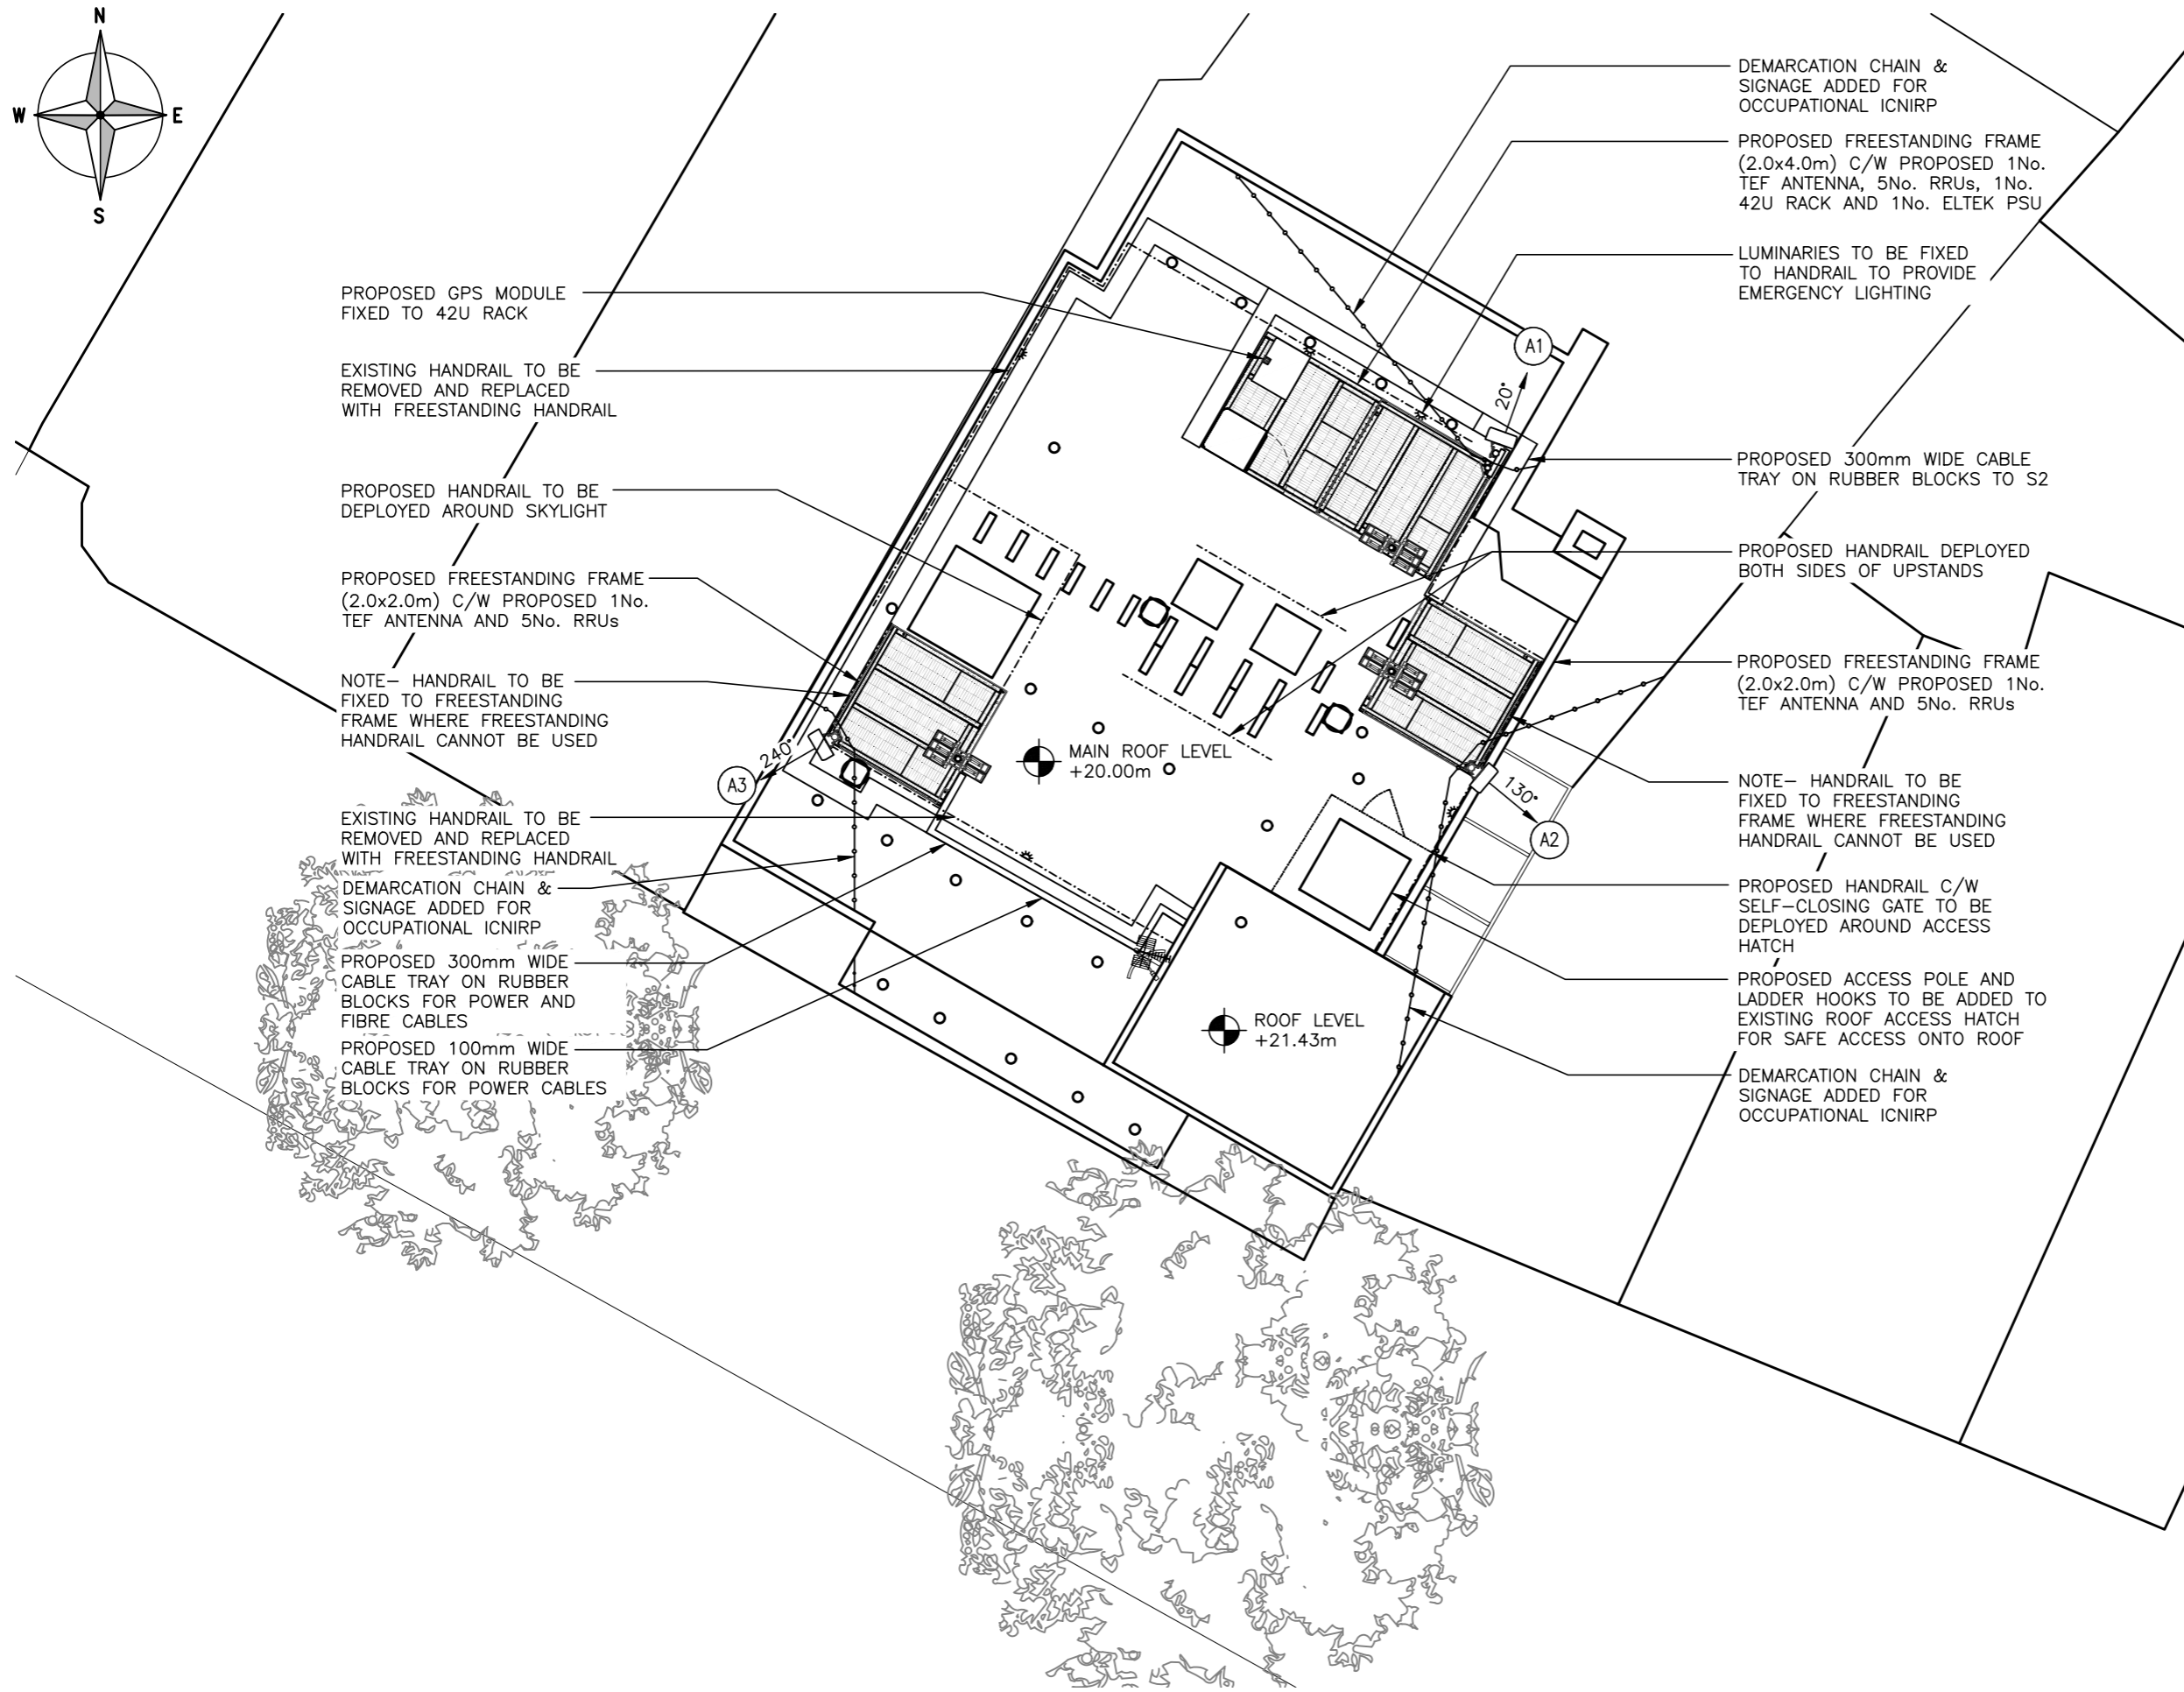 N
W
E
S
PROPOSED GPS MODULE
FIXED TO 42U RACK
EXISTING HANDRAIL TO BE
REMOVED AND REPLACED
WITH FREESTANDING HANDRAIL
PROPOSED HANDRAIL TO BE
DEPLOYED AROUND SKYLIGHT
PROPOSED FREESTANDING FRAME
(2.0x2.0m) C/W PROPOSED 1No.
TEF ANTENNA AND 5No. RRUs
NOTE- HANDRAIL TO BE
FIXED TO FREESTANDING
FRAME WHERE FREESTANDING
HANDRAIL CANNOT BE USED
240°
A3
EXISTING HANDRAIL TO BE
REMOVED AND REPLACED
WITH FREESTANDING HANDRAIL
DEMARCATION CHAIN &
SIGNAGE ADDED FOR
OCCUPATIONAL ICNIRP
PROPOSED 300mm WIDE
CABLE TRAY ON RUBBER
BLOCKS FOR POWER AND
FIBRE CABLES
PROPOSED 100mm WIDE
CABLE TRAY ON RUBBER
BLOCKS FOR POWER CABLES
MAIN ROOF LEVEL
+20.00m
ROOF LEVEL
+21.43m
A1
20°
130°
A2
DEMARCATION CHAIN &
SIGNAGE ADDED FOR
OCCUPATIONAL ICNIRP
PROPOSED FREESTANDING FRAME
(2.0x4.0m) C/W PROPOSED 1No.
TEF ANTENNA, 5No. RRUs, 1No.
42U RACK AND 1No. ELTEK PSU
LUMINARIES TO BE FIXED
TO HANDRAIL TO PROVIDE
EMERGENCY LIGHTING
PROPOSED 300mm WIDE CABLE
TRAY ON RUBBER BLOCKS TO S2
PROPOSED HANDRAIL DEPLOYED
BOTH SIDES OF UPSTANDS
PROPOSED FREESTANDING FRAME
(2.0x2.0m) C/W PROPOSED 1No.
TEF ANTENNA AND 5No. RRUs
NOTE- HANDRAIL TO BE
FIXED TO FREESTANDING
FRAME WHERE FREESTANDING
HANDRAIL CANNOT BE USED
PROPOSED HANDRAIL C/W
SELF-CLOSING GATE TO BE
DEPLOYED AROUND ACCESS
HATCH
PROPOSED ACCESS POLE AND
LADDER HOOKS TO BE ADDED TO
EXISTING ROOF ACCESS HATCH
FOR SAFE ACCESS ONTO ROOF
DEMARCATION CHAIN &
SIGNAGE ADDED FOR
OCCUPATIONAL ICNIRP